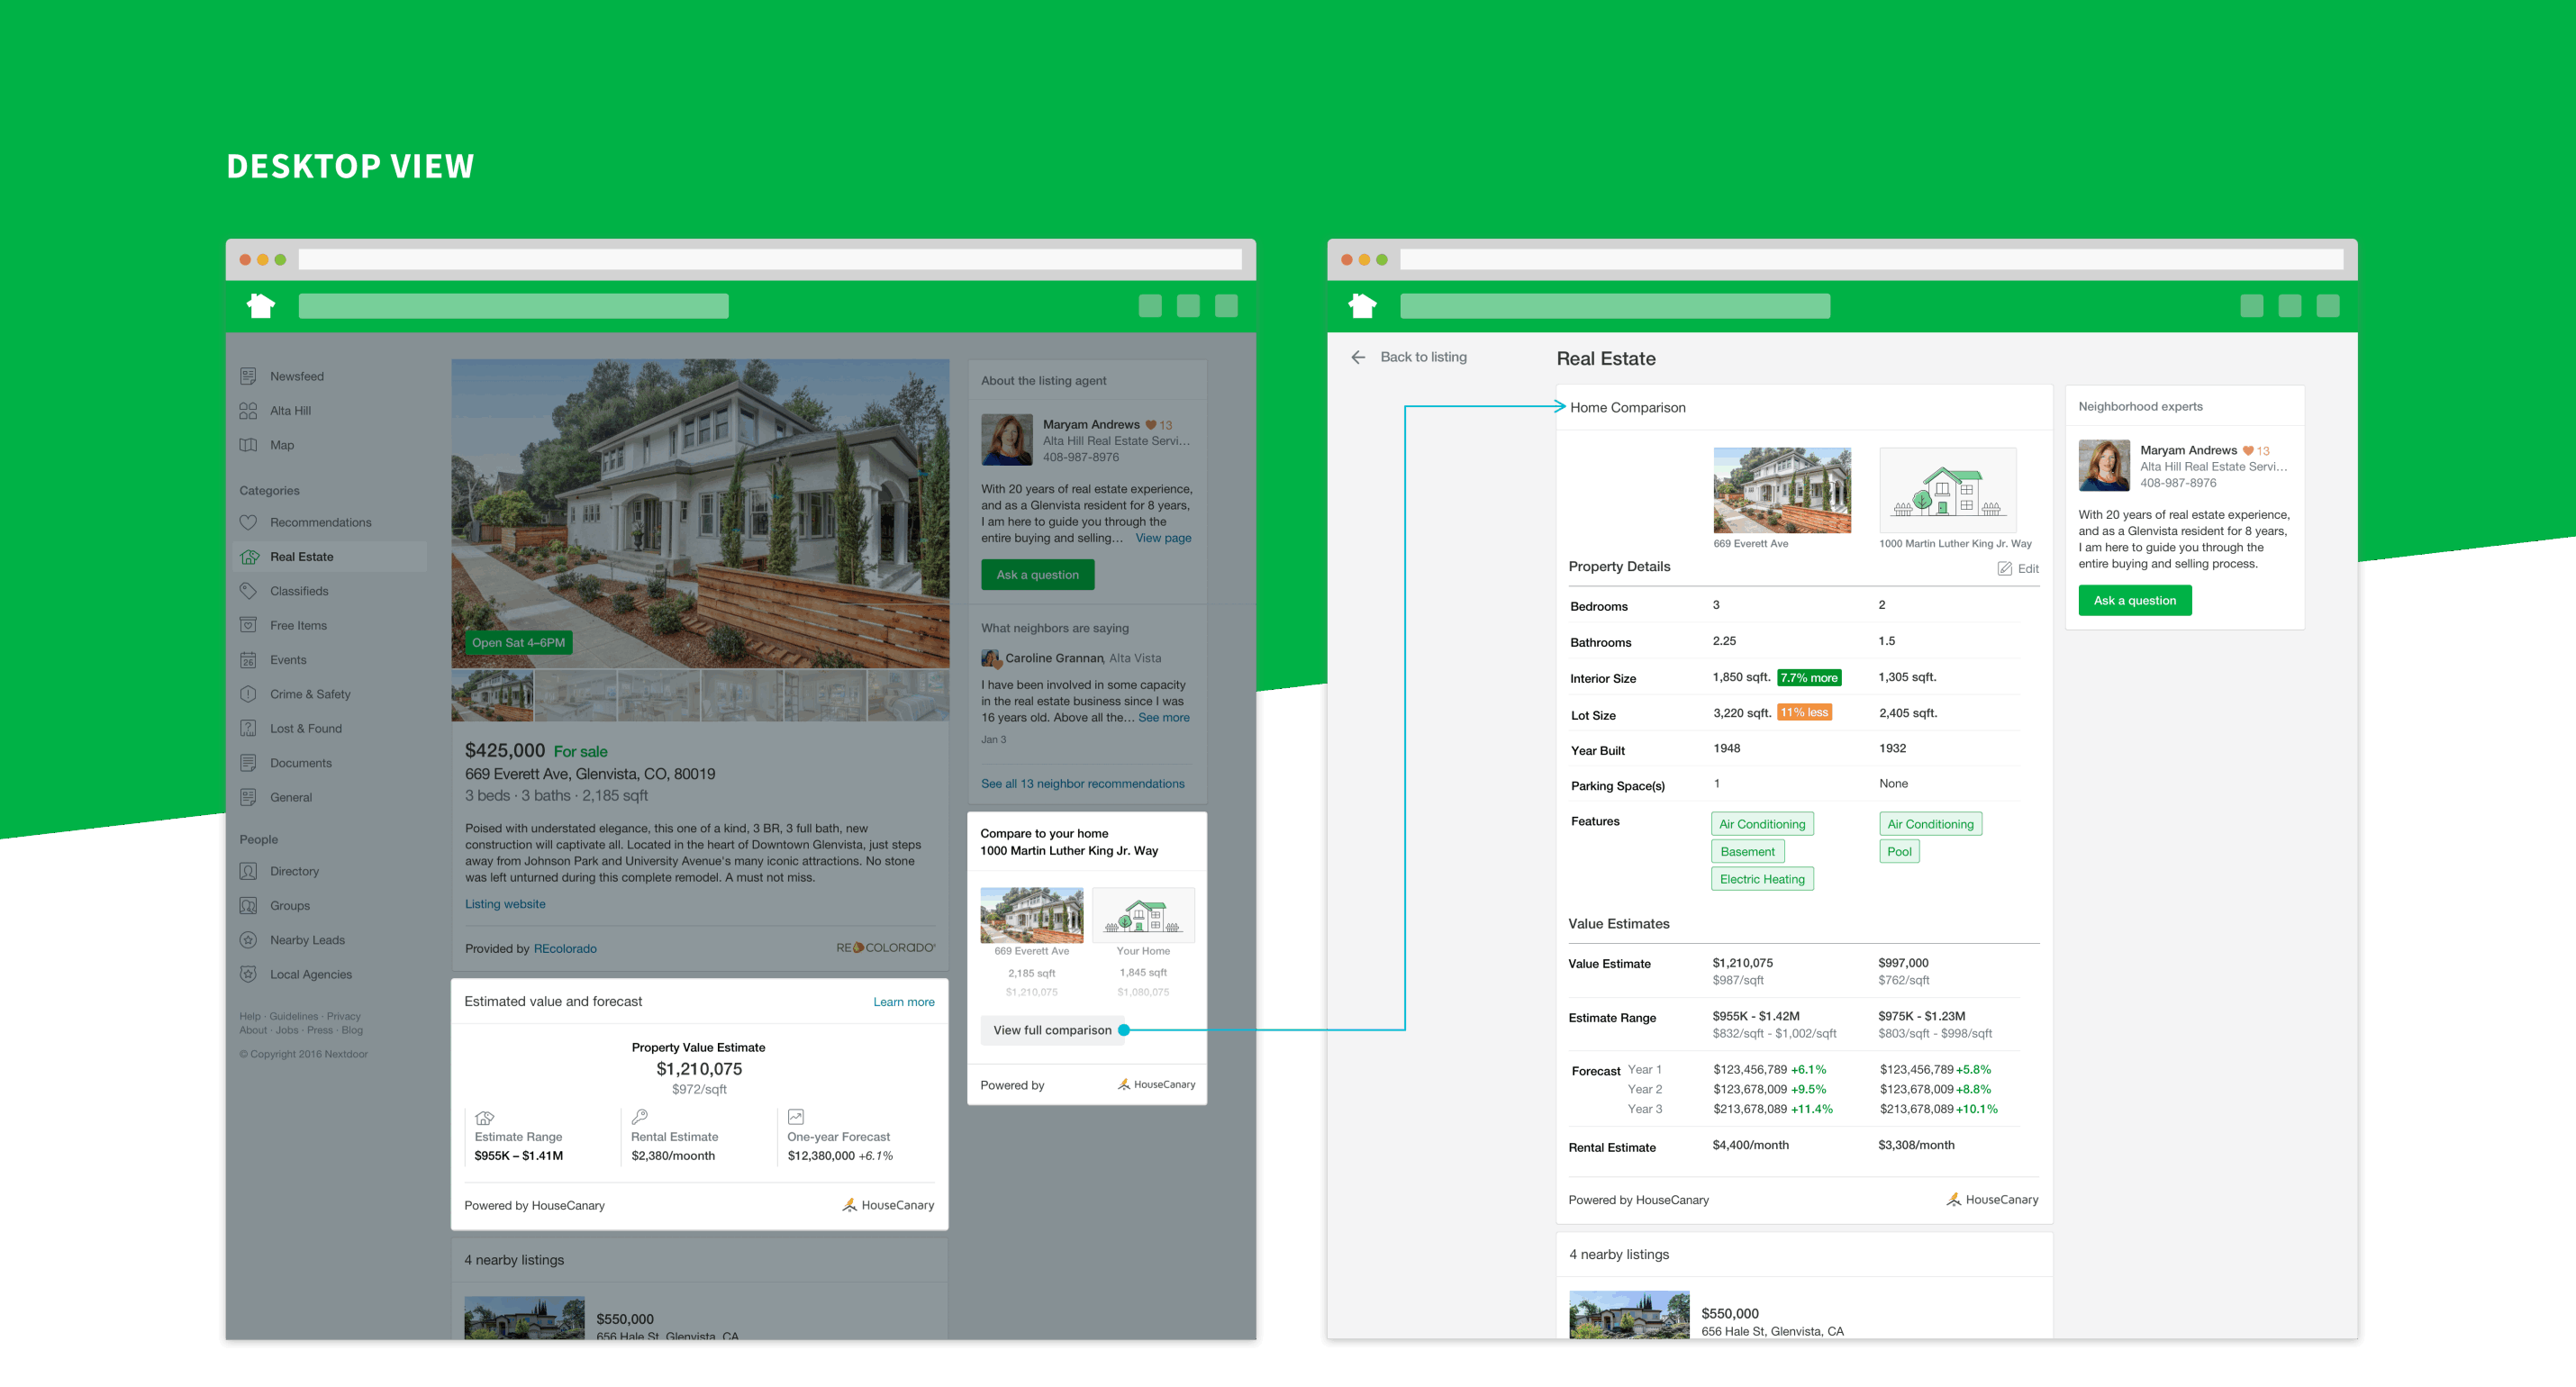 DESKTOP VIEW
Newsfeed
Alta Hill
Map
Categories
Recommendations
Real Estate
Classifieds
Free Items
26
Events
Crime & Safety
Lost & Found
Documents
General
People
Directory
Groups
Nearby Leads
Local Agencies
Help · Guidelines · Privacy
About · Jobs · Press · Blog
© Copyright 2016 Nextdoor
Open Sat 4–6PM
$425,000 For sale
669 Everett Ave, Glenvista, CO, 80019
3 beds · 3 baths · 2,185 sqft
Poised with understated elegance, this one of a kind, 3 BR, 3 full bath, new
construction will captivate all. Located in the heart of Downtown Glenvista, just steps
away from Johnson Park and University Avenue's many iconic attractions. No stone
was left unturned during this complete remodel. A must not miss.
Listing website
Provided by REcolorado
RECOLORADO
Estimated value and forecast Learn more
Property Value Estimate
$1,210,075
$972/sqft
Estimate Range
$955K – $1.41M
Rental Estimate
$2,380/moonth
One-year Forecast
$12,380,000 +6.1%
Powered by HouseCanary HouseCanary
4 nearby listings
$550,000
656 Hale St, Glenvista, CA
About the listing agent
Maryam Andrews 13
Alta Hill Real Estate Servi...
408-987-8976
With 20 years of real estate experience,
and as a Glenvista resident for 8 years,
I am here to guide you through the
entire buying and selling... View page
Ask a question
What neighbors are saying
Caroline Grannan, Alta Vista
I have been involved in some capacity
in the real estate business since I was
16 years old. Above all the... See more
Jan 3
See all 13 neighbor recommendations
Compare to your home
1000 Martin Luther King Jr. Way
669 Everett Ave Your Home
2,185 sqft 1,845 sqft
$1,210,075 $1,080,075
View full comparison
Powered by HouseCanary
Back to listing
Real Estate
Home Comparison
669 Everett Ave 1000 Martin Luther King Jr. Way
Property Details Edit
Bedrooms 3 2
Bathrooms 2.25 1.5
Interior Size 1,850 sqft. 7.7% more 1,305 sqft.
Lot Size 3,220 sqft. 11% less 2,405 sqft.
Year Built 1948 1932
Parking Space(s) 1 None
Features Air Conditioning Air Conditioning
Basement Pool
Electric Heating
Value Estimates
Value Estimate $1,210,075 $997,000
$987/sqft $762/sqft
Estimate Range $955K - $1.42M $975K - $1.23M
$832/sqft - $1,002/sqft $803/sqft - $998/sqft
Forecast Year 1 $123,456,789 +6.1% $123,456,789 +5.8%
Year 2 $123,678,009 +9.5% $123,678,009 +8.8%
Year 3 $213,678,089 +11.4% $213,678,089 +10.1%
Rental Estimate $4,400/month $3,308/month
Powered by HouseCanary HouseCanary
4 nearby listings
$550,000
656 Hale St, Glenvista, CA
Neighborhood experts
Maryam Andrews 13
Alta Hill Real Estate Servi...
408-987-8976
With 20 years of real estate experience,
and as a Glenvista resident for 8 years,
I am here to guide you through the
entire buying and selling process.
Ask a question